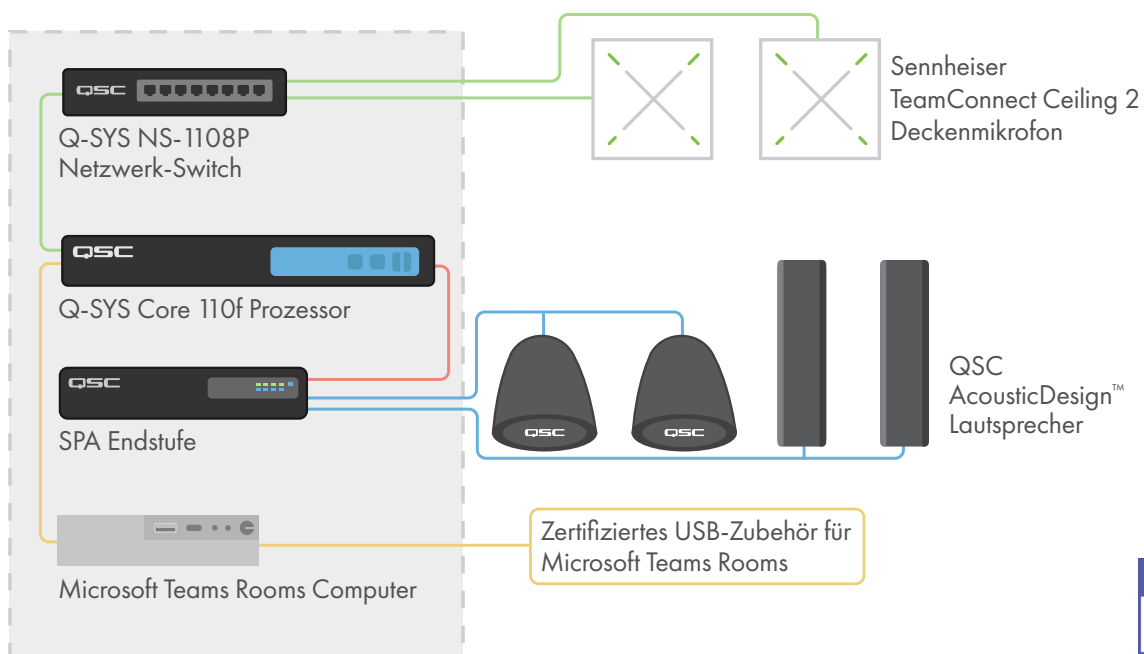 QSC
Q-SYS NS-1108P
Netzwerk-Switch
Sennheiser
TeamConnect Ceiling 2
Deckenmikrofon
QSC
Q-SYS Core 110f Prozessor
QSC
SPA Endstufe
QSC
QSC
QSC
AcousticDesign™
Lautsprecher
Microsoft Teams Rooms Computer
Zertifiziertes USB-Zubehör für
Microsoft Teams Rooms